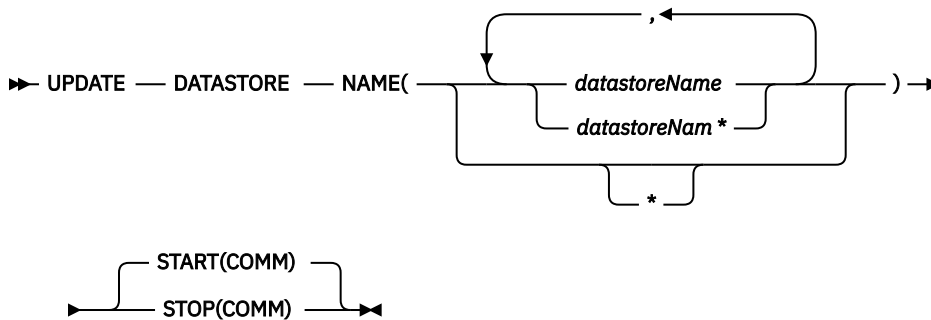 ,
UPDATE DATASTORE NAME( datastoreName )
datastoreNam *
*
START(COMM)
STOP(COMM)